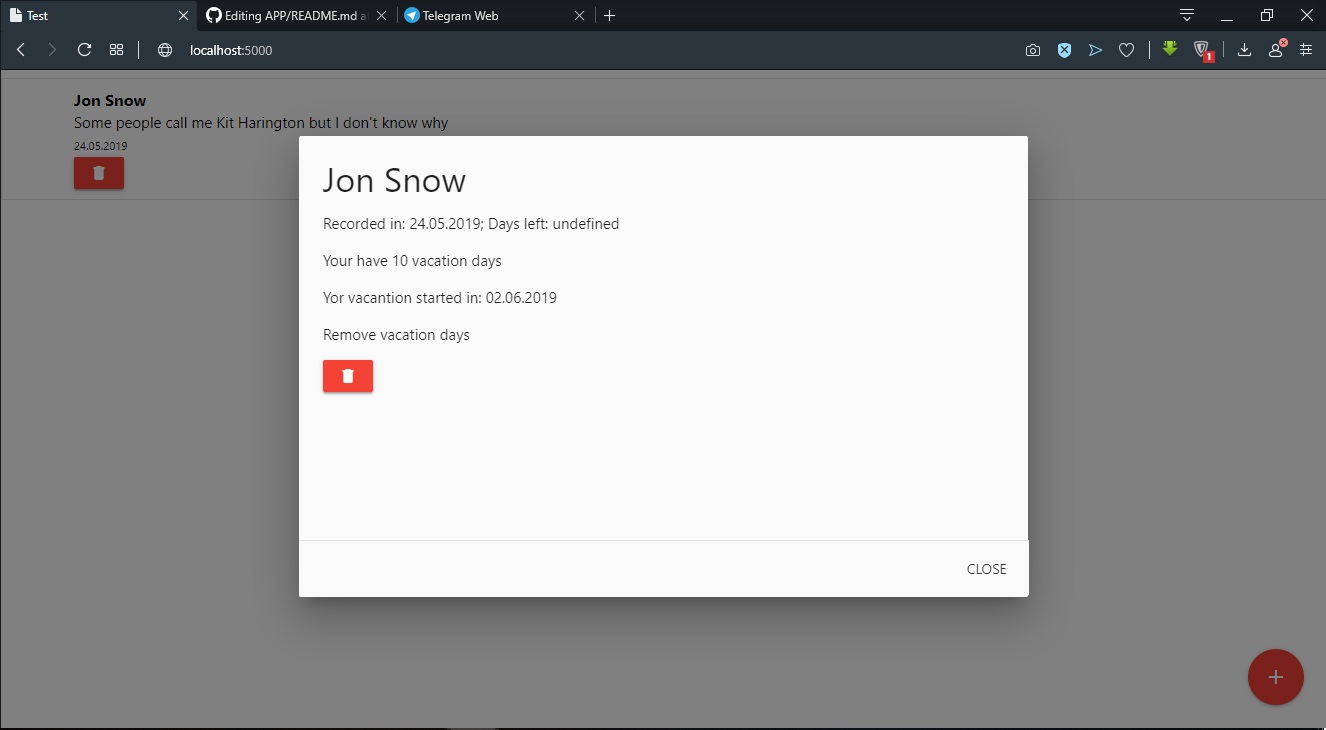 Test
Editing APP/README.md a
Telegram Web
localhost:5000
1
Jon Snow
Some people call me Kit Harington but I don't know why
24.05.2019
Jon Snow
Recorded in: 24.05.2019; Days left: undefined
Your have 10 vacation days
Yor vacantion started in: 02.06.2019
Remove vacation days
CLOSE